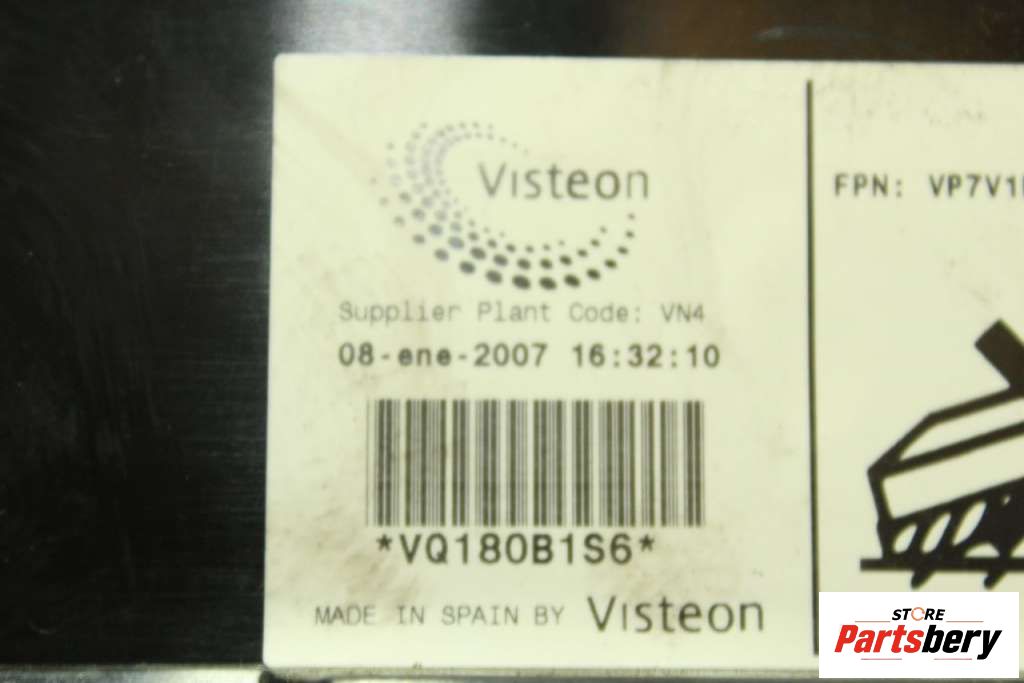 Visteon
Supplier Plant Code: VN4
08-ene-2007 16:32:10
*VQ180B1S6*
MADE IN SPAIN BY Visteon
FPN: VP7V1
STORE
Partsbery